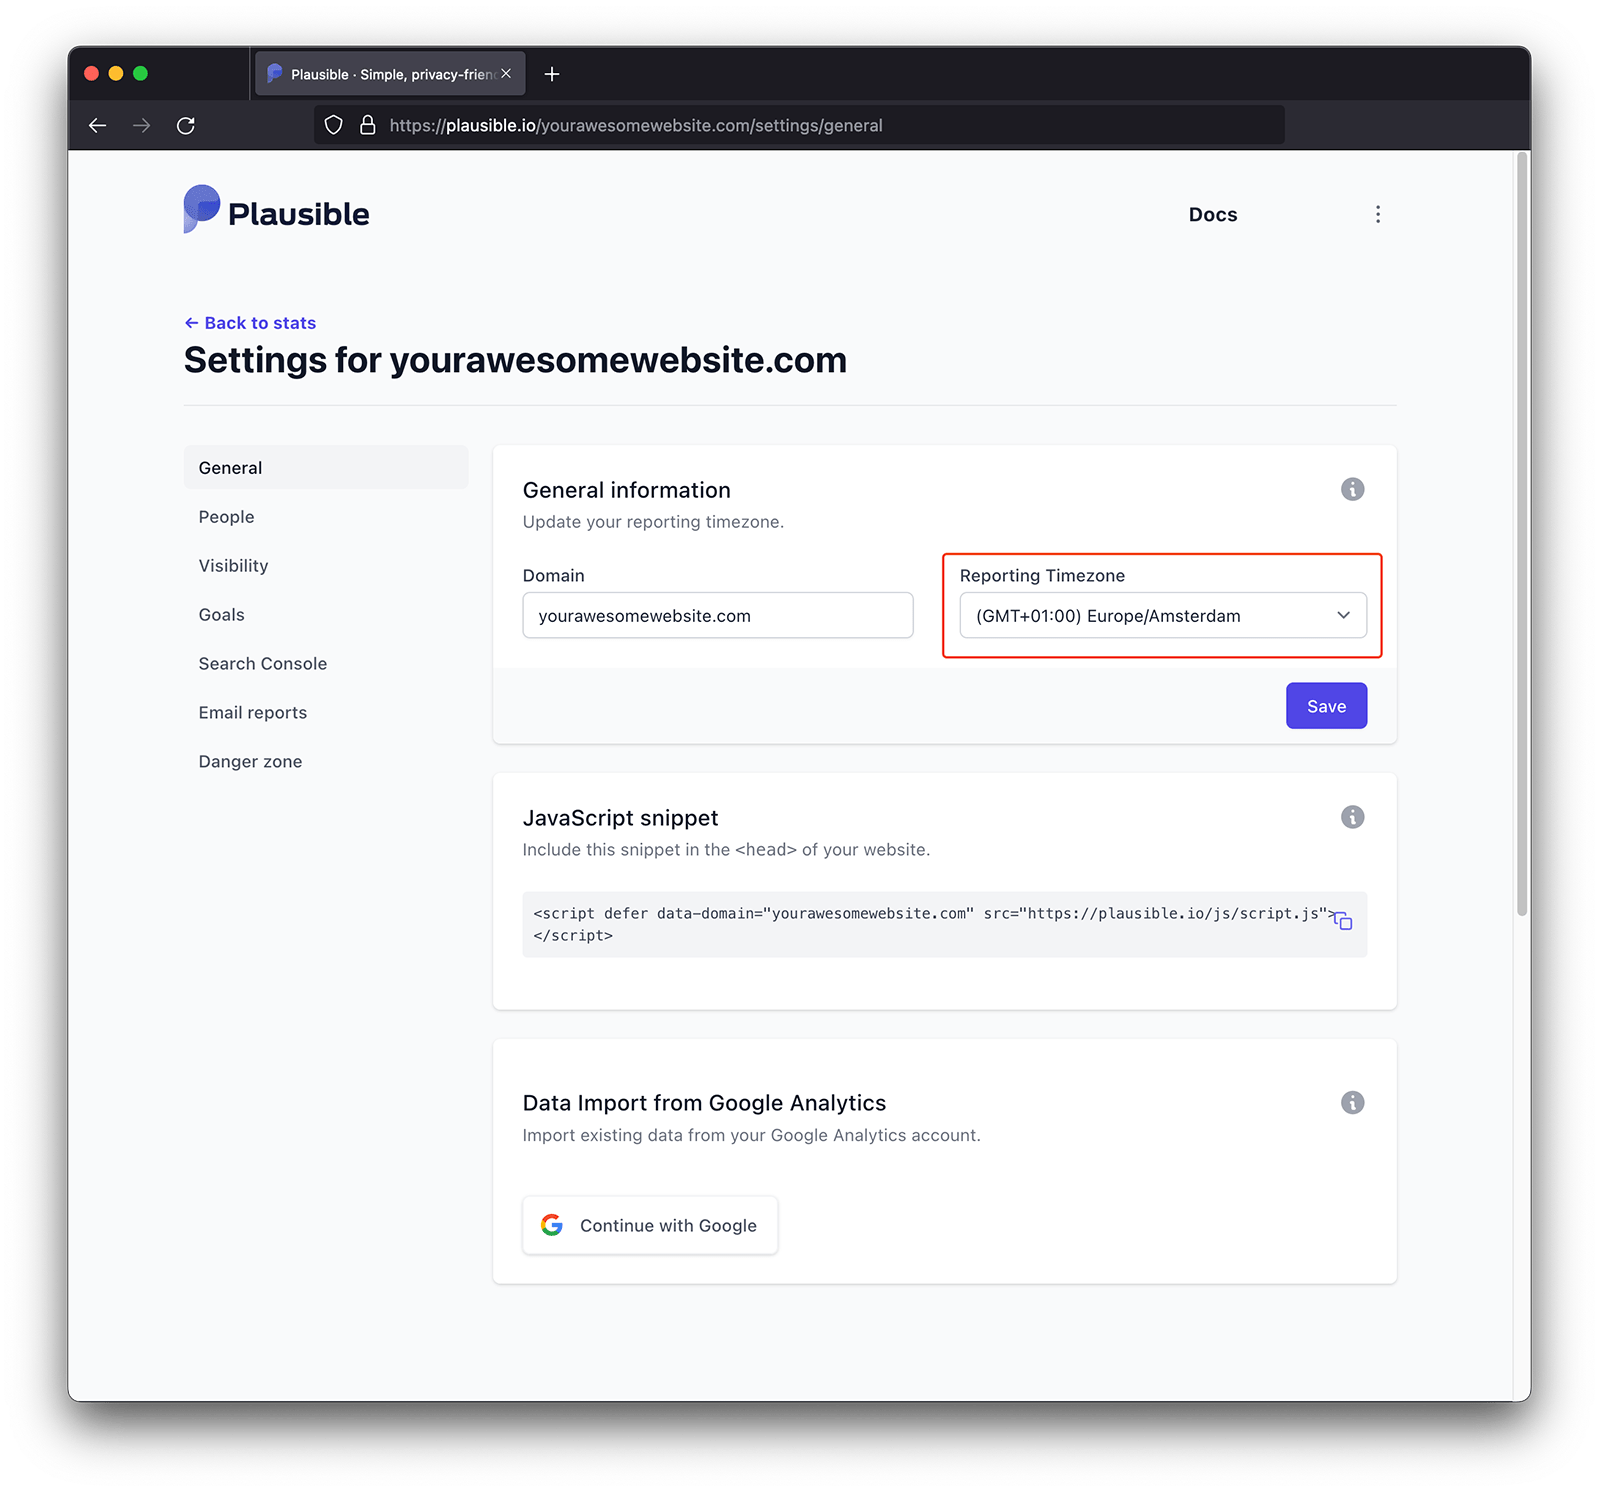 Plausible · Simple, privacy-frien
https://plausible.io/yourawesomewebsite.com/settings/general
Plausible
Docs
← Back to stats
Settings for yourawesomewebsite.com
General
People
Visibility
Goals
Search Console
Email reports
Danger zone
General information
Update your reporting timezone.
Domain
yourawesomewebsite.com
Reporting Timezone
(GMT+01:00) Europe/Amsterdam
Save
JavaScript snippet
Include this snippet in the <head> of your website.
<script defer data-domain="yourawesomewebsite.com" src="https://plausible.io/js/script.js">
</script>
Data Import from Google Analytics
Import existing data from your Google Analytics account.
Continue with Google